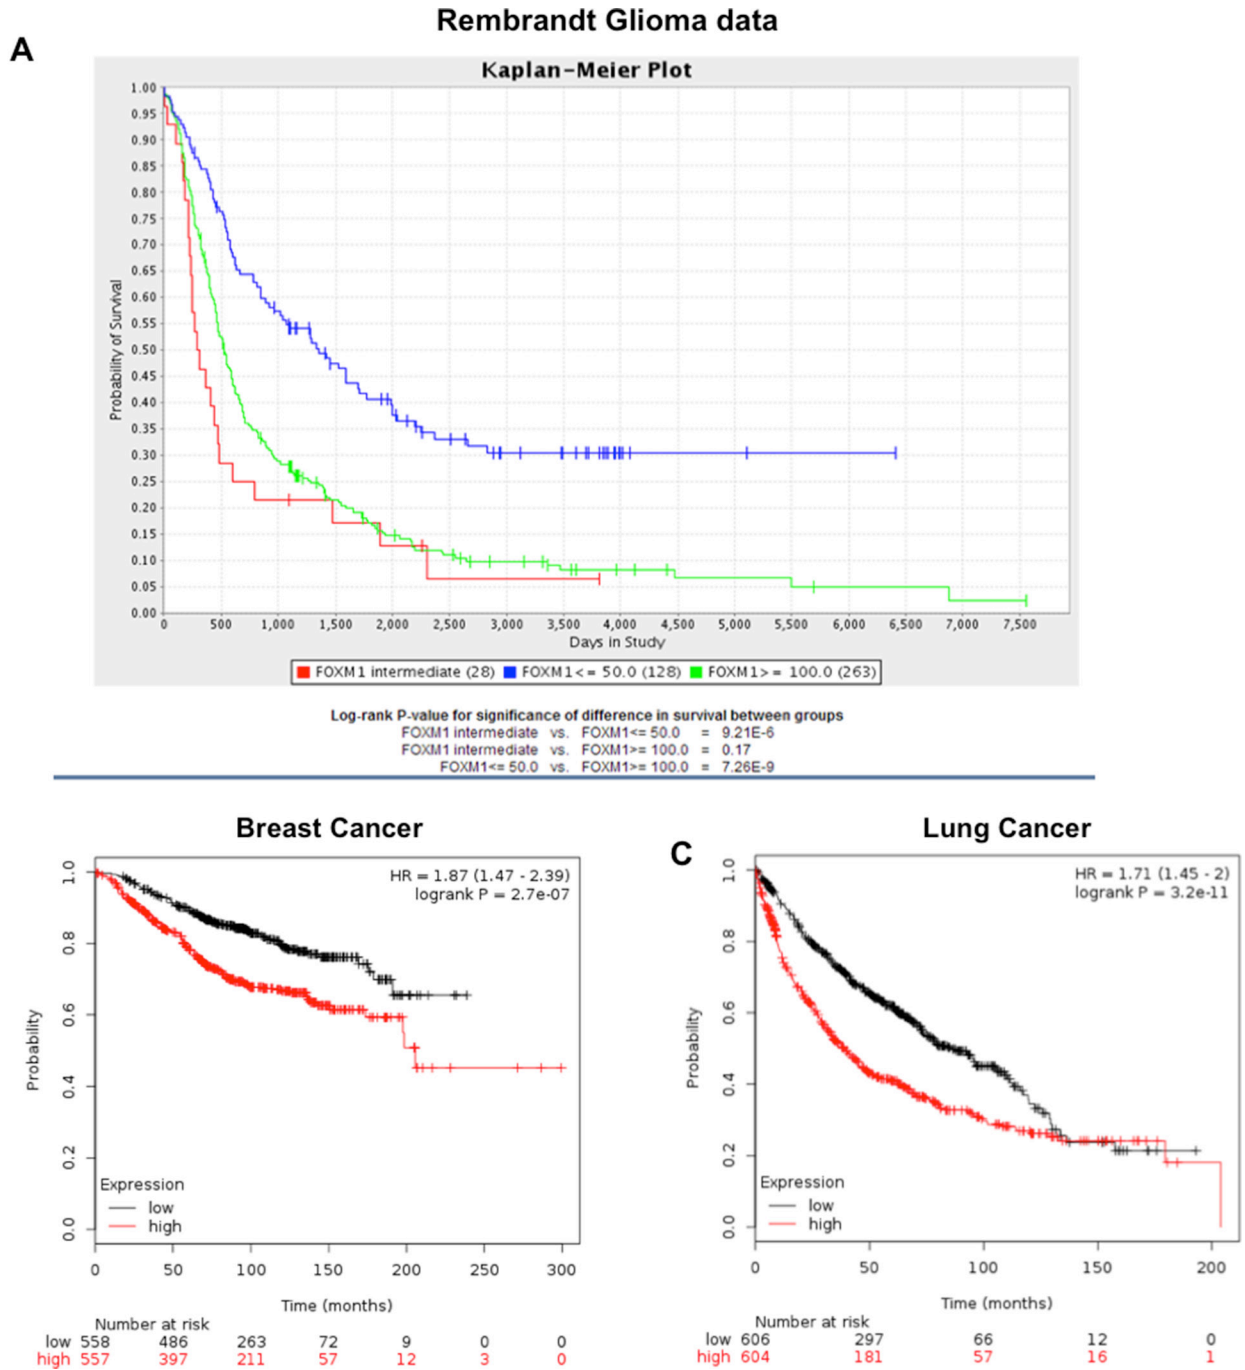 Rembrandt Glioma data
A
Kaplan-Meier Plot
Probability of Survival
1.00
0.95
0.90
0.85
0.80
0.75
0.70
0.65
0.60
0.55
0.50
0.45
0.40
0.35
0.30
0.25
0.20
0.15
0.10
0.05
0.00
0 500 1,000 1,500 2,000 2,500 3,000 3,500 4,000 4,500 5,000 5,500 6,000 6,500 7,000 7,500
Days in Study
FOXM1 intermediate (28) FOXM1<= 50.0 (128) FOXM1>= 100.0 (263)
Log-rank P-value for significance of difference in survival between groups
FOXM1 intermediate vs. FOXM1<= 50.0 = 9.21E-6
FOXM1 intermediate vs. FOXM1>= 100.0 = 0.17
FOXM1<= 50.0 vs. FOXM1>= 100.0 = 7.26E-9
Breast Cancer
HR = 1.87 (1.47 - 2.39)
logrank P = 2.7e-07
Probability
1.0
0.8
0.6
0.4
0.2
0.0
Expression
low
high
0 50 100 150 200 250 300
Time (months)
Number at risk
low 558 486 263 72 9 0 0
high 557 397 211 57 12 3 0
C
Lung Cancer
HR = 1.71 (1.45 - 2)
logrank P = 3.2e-11
Probability
1.0
0.8
0.6
0.4
0.2
0.0
Expression
low
high
0 50 100 150 200
Time (months)
Number at risk
low 606 297 66 12 0
high 604 181 57 16 1